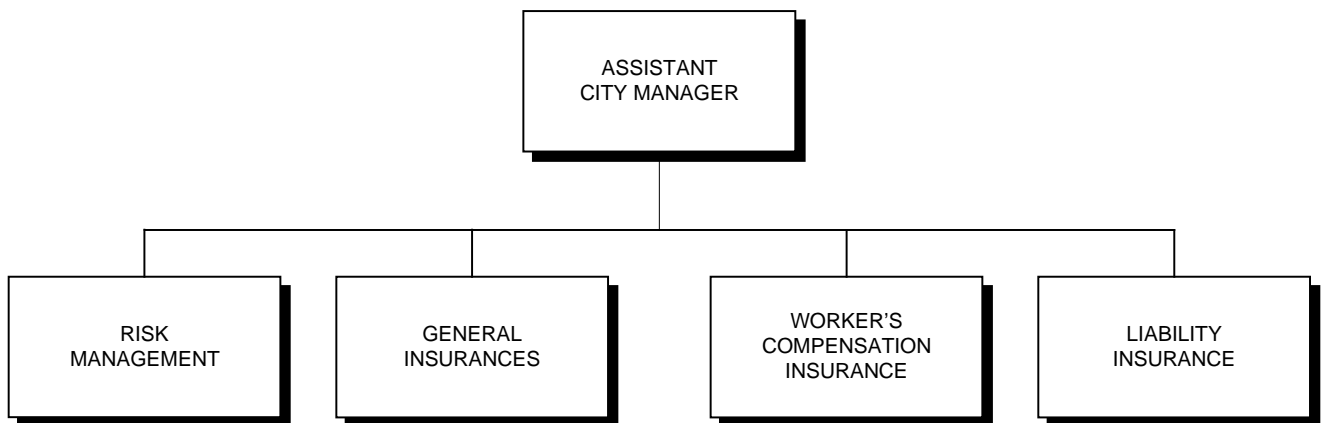 ASSISTANT
CITY MANAGER
RISK
MANAGEMENT
GENERAL
INSURANCES
WORKER'S
COMPENSATION
INSURANCE
LIABILITY
INSURANCE